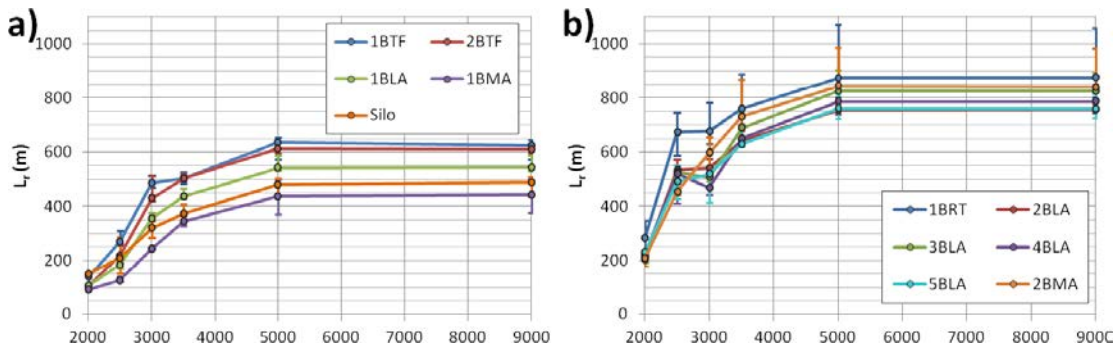 a)
1BTF 2BTF
1BLA 1BMA
Silo
Lr (m)
1000
800
600
400
200
0
2000 3000 4000 5000 6000 7000 8000 9000
b)
1BRT 2BLA
3BLA 4BLA
5BLA 2BMA
Lr (m)
1000
800
600
400
200
0
2000 3000 4000 5000 6000 7000 8000 900C